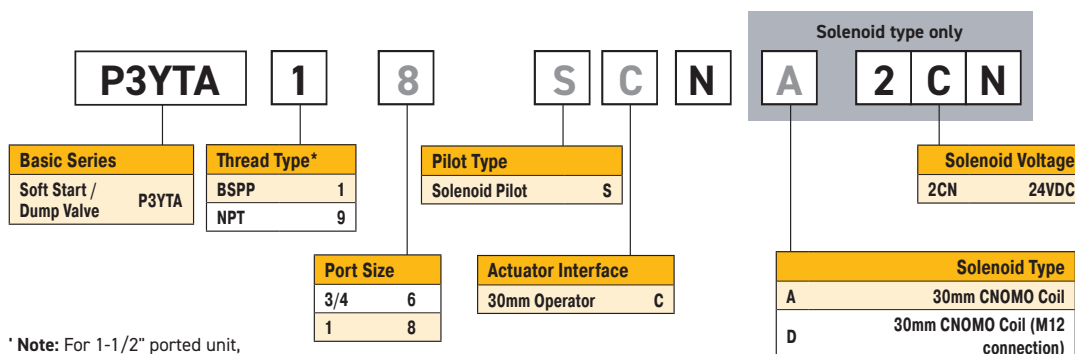 Solenoid type only
P3YTA 1 8 S C N A 2 C N
Basic Series
Soft Start / Dump Valve P3YTA
Thread Type*
BSPP 1
NPT 9
Pilot Type
Solenoid Pilot S
Solenoid Voltage
2CN 24VDC
Port Size
3/4 6
1 8
Actuator Interface
30mm Operator C
Solenoid Type
A 30mm CNOMO Coil
D 30mm CNOMO Coil (M12 connection)
* Note: For 1-1/2" ported unit,